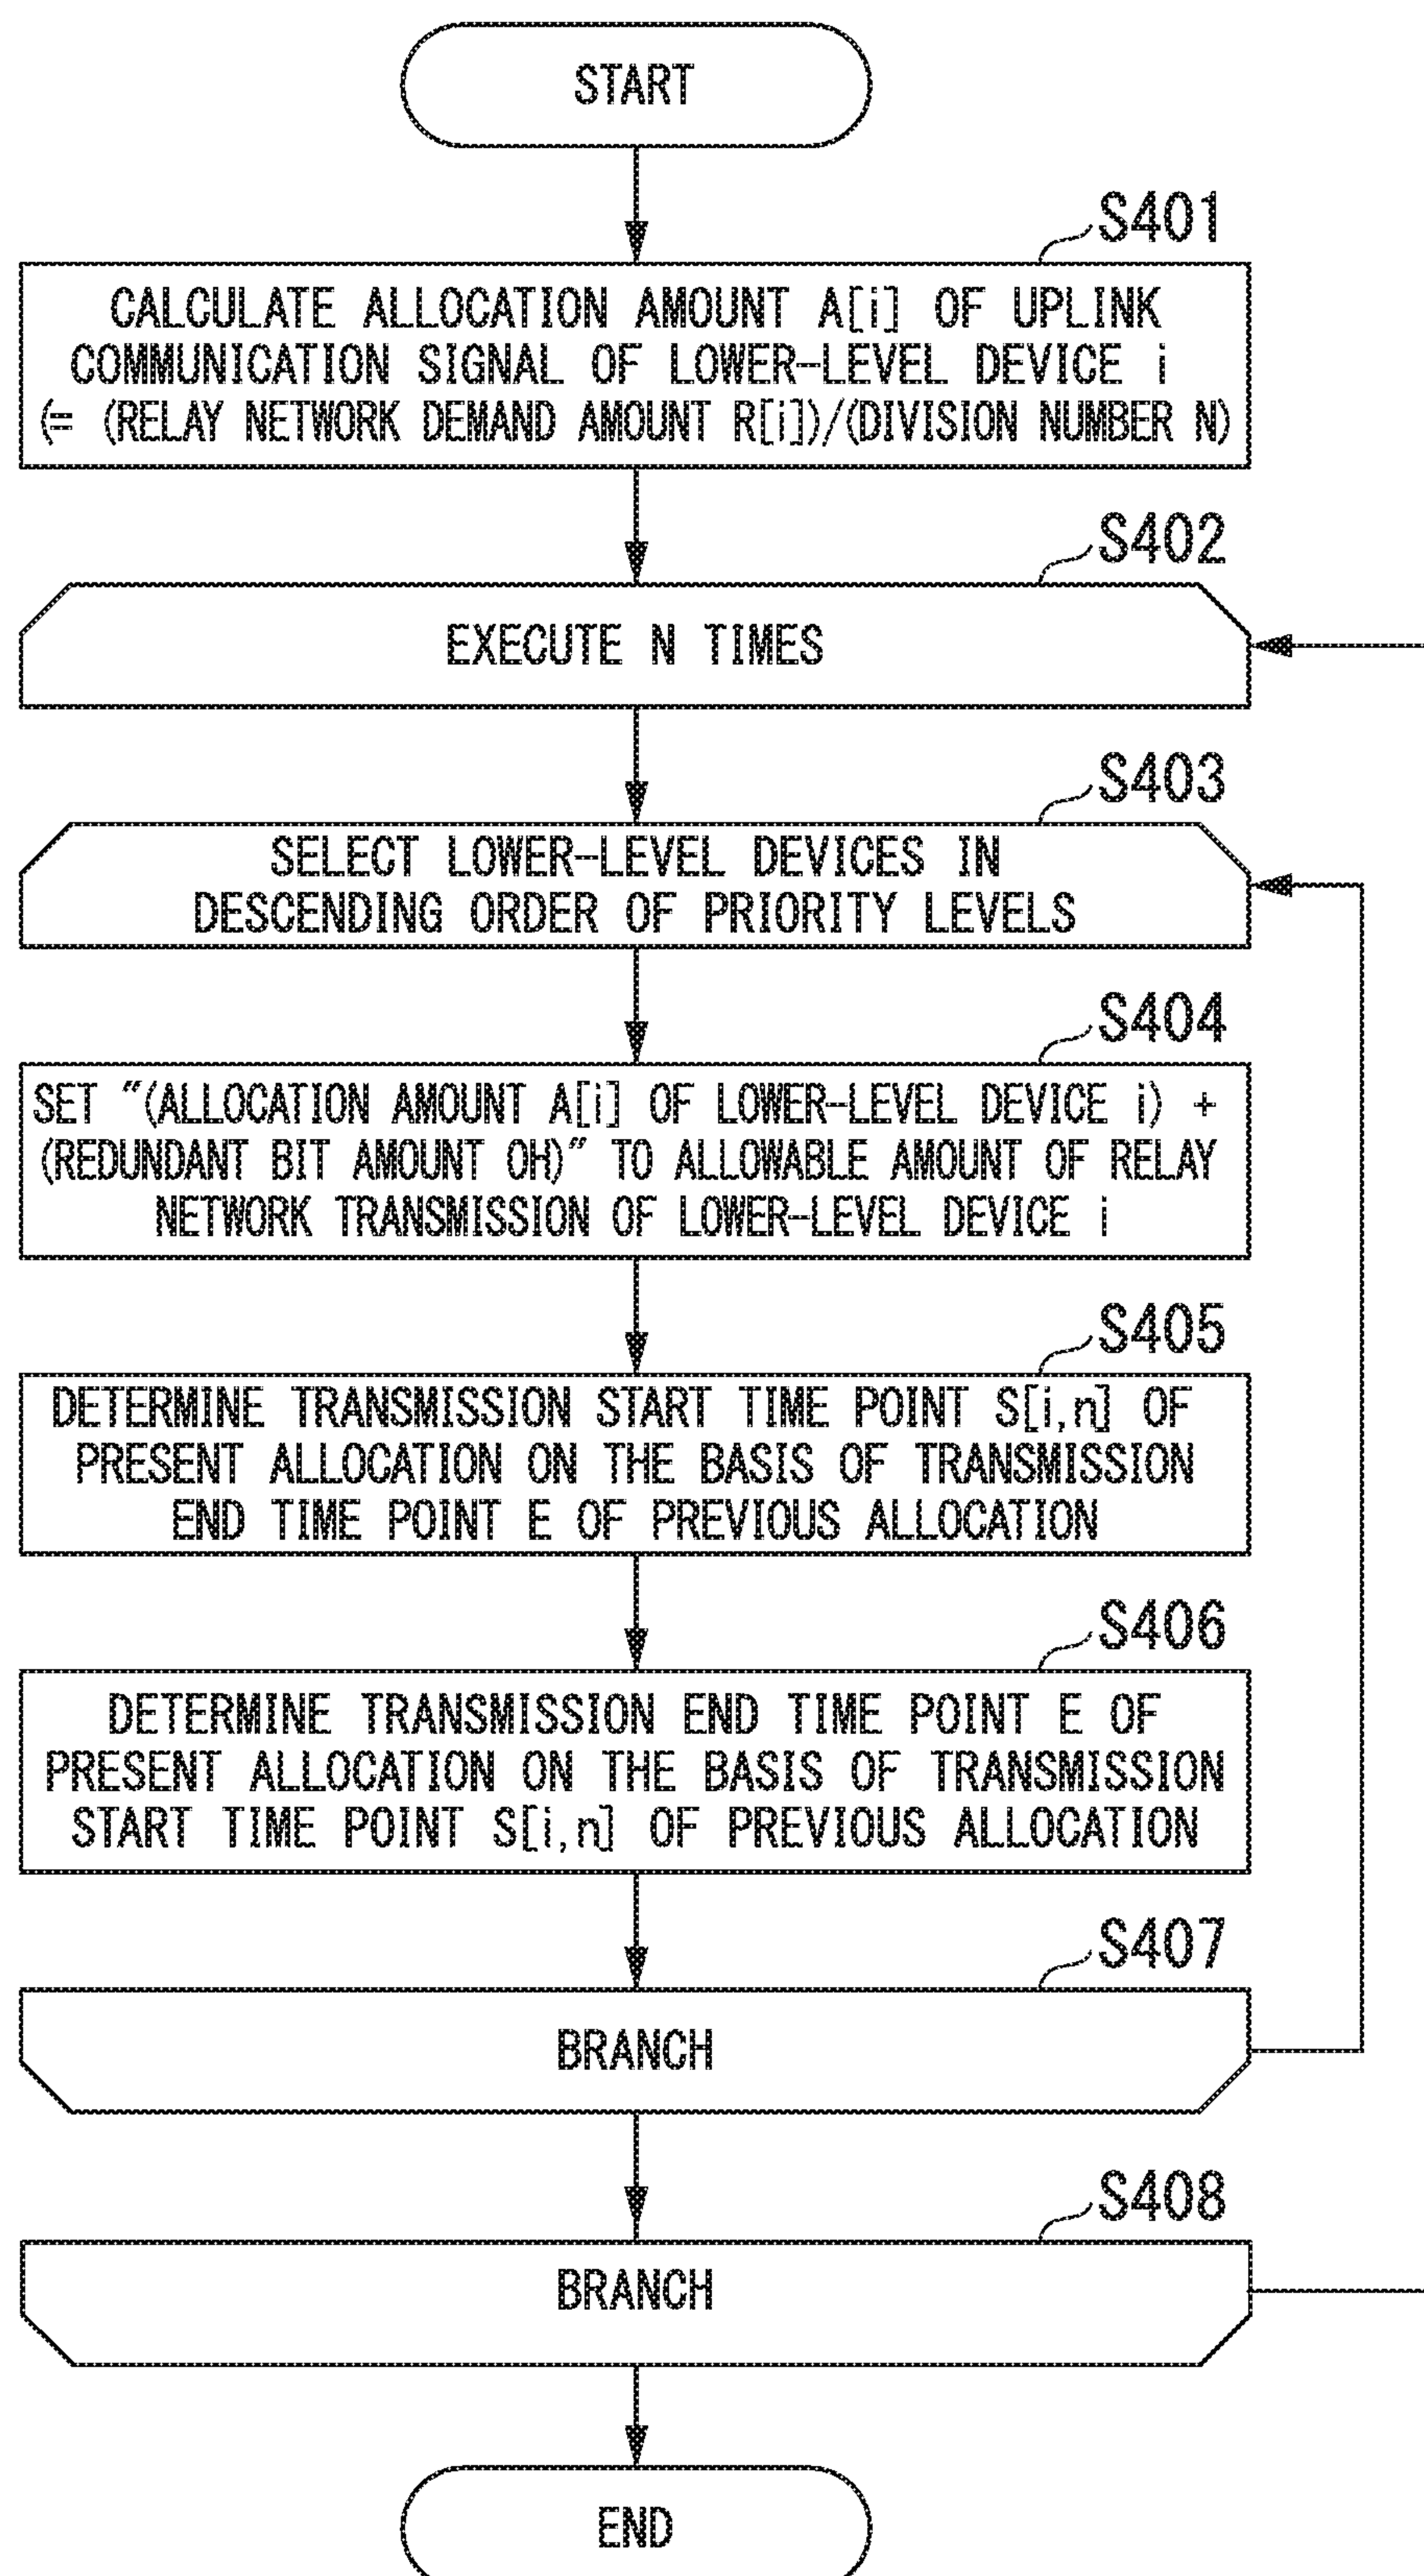 START
S401
CALCULATE ALLOCATION AMOUNT A[i] OF UPLINK
COMMUNICATION SIGNAL OF LOWER-LEVEL DEVICE i
(= (RELAY NETWORK DEMAND AMOUNT R[i])/(DIVISION NUMBER N)
S402
EXECUTE N TIMES
S403
SELECT LOWER-LEVEL DEVICES IN
DESCENDING ORDER OF PRIORITY LEVELS
S404
SET "(ALLOCATION AMOUNT A[i] OF LOWER-LEVEL DEVICE i) +
(REDUNDANT BIT AMOUNT OH)" TO ALLOWABLE AMOUNT OF RELAY
NETWORK TRANSMISSION OF LOWER-LEVEL DEVICE i
S405
DETERMINE TRANSMISSION START TIME POINT S[i,n] OF
PRESENT ALLOCATION ON THE BASIS OF TRANSMISSION
END TIME POINT E OF PREVIOUS ALLOCATION
S406
DETERMINE TRANSMISSION END TIME POINT E OF
PRESENT ALLOCATION ON THE BASIS OF TRANSMISSION
START TIME POINT S[i,n] OF PREVIOUS ALLOCATION
S407
BRANCH
S408
BRANCH
END